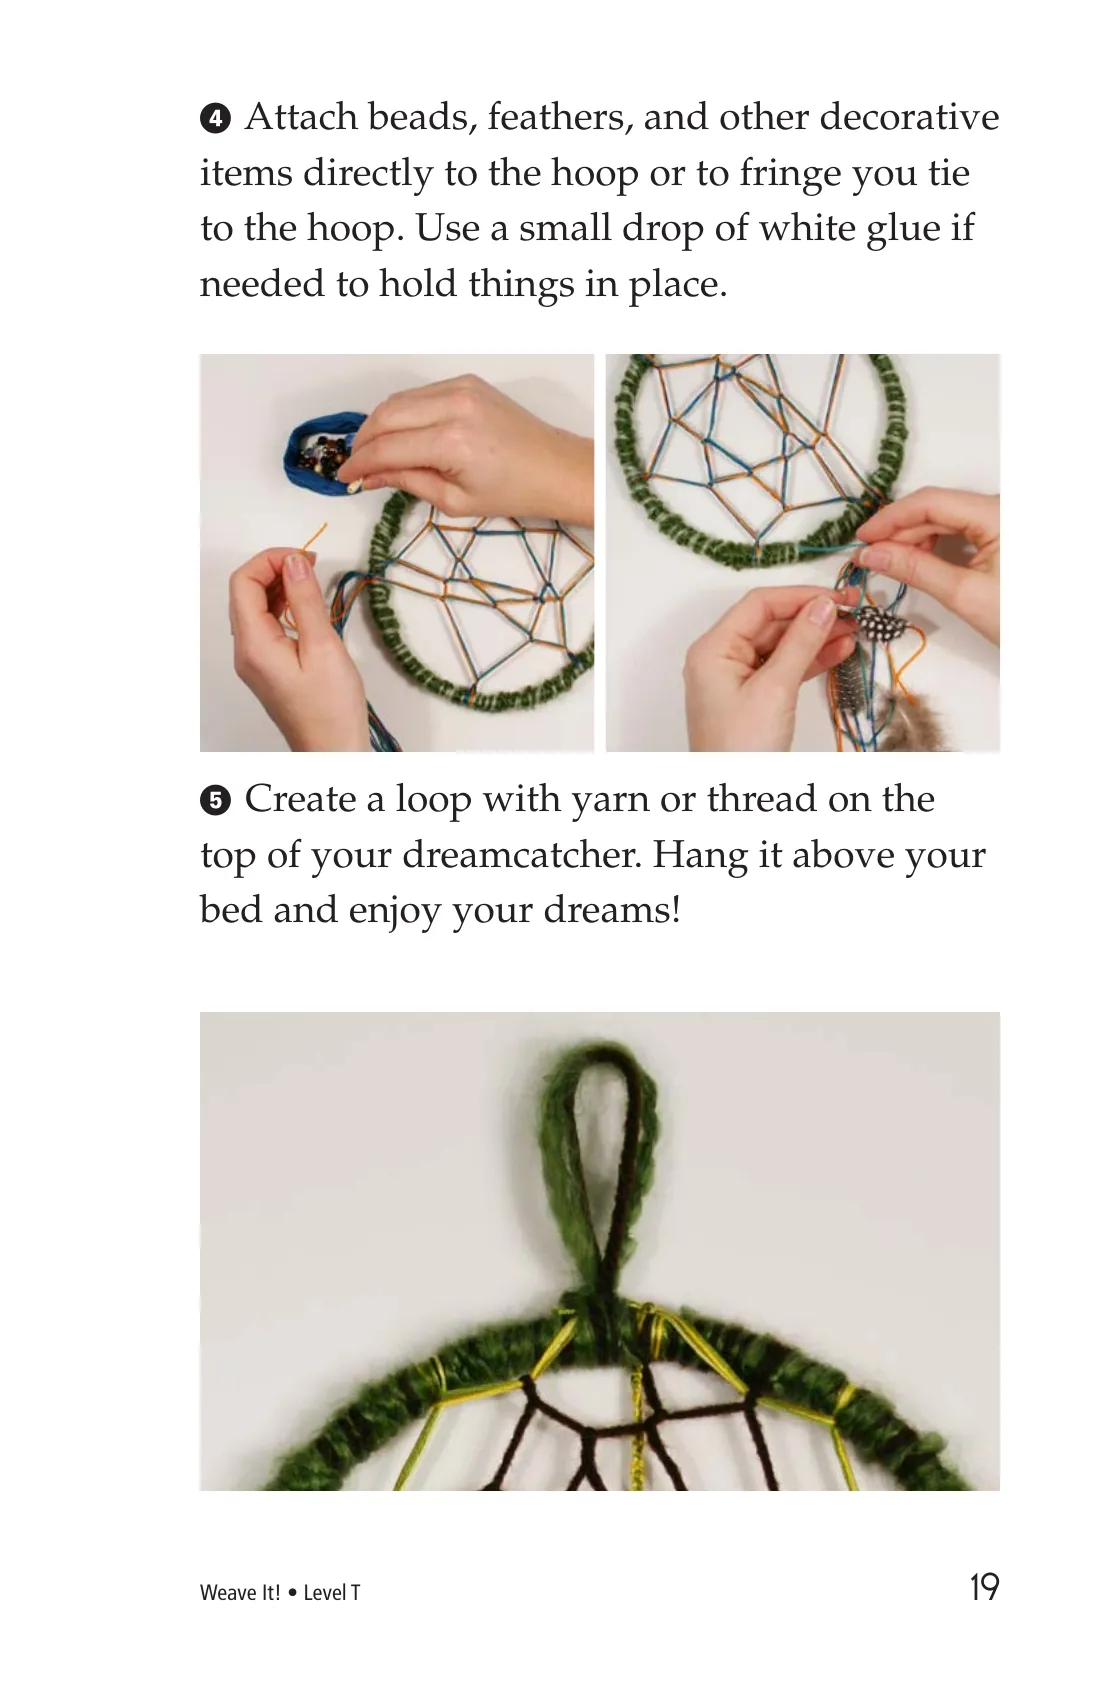 4 Attach beads, feathers, and other decorative
items directly to the hoop or to fringe you tie
to the hoop. Use a small drop of white glue if
needed to hold things in place.
5 Create a loop with yarn or thread on the
top of your dreamcatcher. Hang it above your
bed and enjoy your dreams!
Weave It! • Level T
19